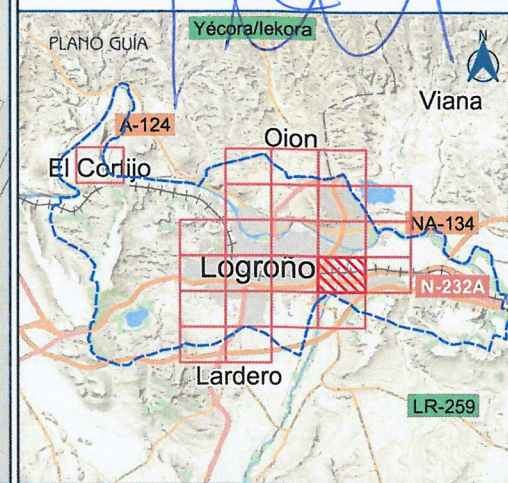 Yécora/Iekora
PLANO GUÍA
N
Viana
A-124
Oion
El Cortijo
NA-134
Logroño
N-232A
Lardero
LR-259